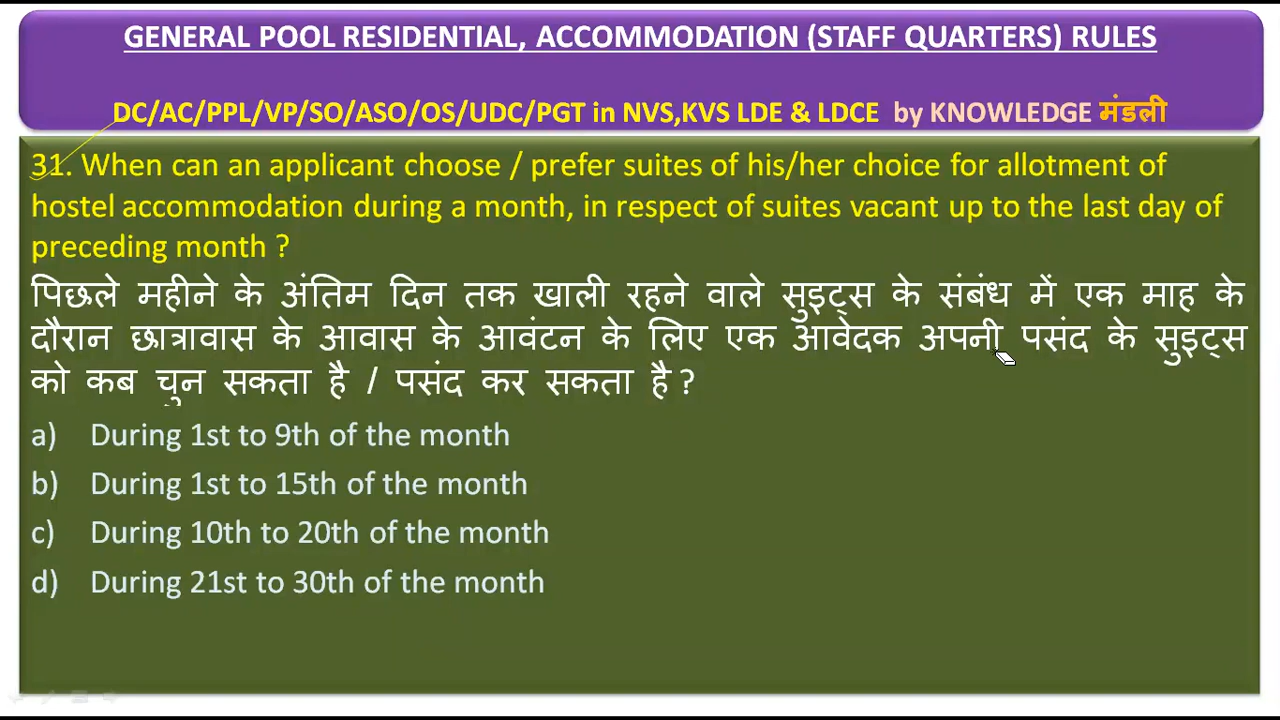 GENERAL POOL RESIDENTIAL, ACCOMMODATION (STAFF QUARTERS) RULES
DC/AC/PPL/VP/SO/ASO/OS/UDC/PGT in NVS,KVS LDE & LDCE by KNOWLEDGE मंडली
31. When can an applicant choose / prefer suites of his/her choice for allotment of
hostel accommodation during a month, in respect of suites vacant up to the last day of
preceding month ?
पिछले महीने के अंतिम दिन तक खाली रहने वाले सुइट्स के संबंध में एक माह के
दौरान छात्रावास के आवास के आवंटन के लिए एक आवेदक अपनी पसंद के सुइट्स
को कब चुन सकता है / पसंद कर सकता है ?
a) During 1st to 9th of the month
b) During 1st to 15th of the month
c) During 10th to 20th of the month
d) During 21st to 30th of the month